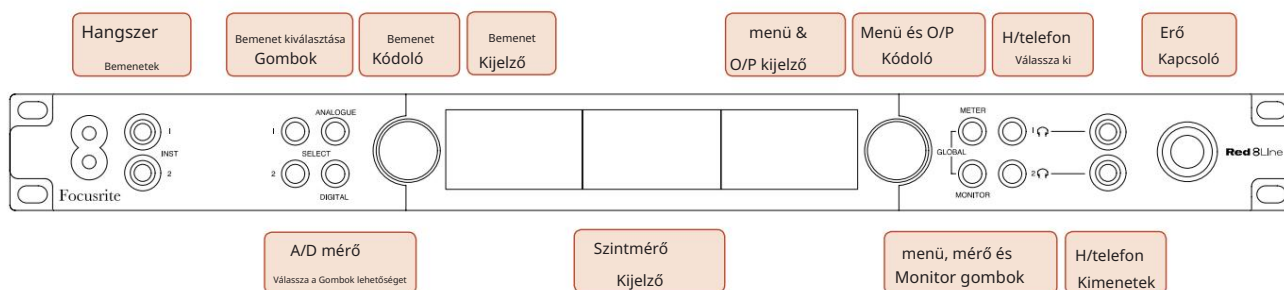 Hangszer
Bemenetek
Bemenet kiválasztása
Gombok
Bemenet
Kódoló
Bemenet
Kijelző
menü &
O/P kijelző
Menü és O/P
Kódoló
H/telefon
Válassza ki
Erő
Kapcsoló
1
INST
2
Focusrite
ANALOGUE
1
SELECT
2
DIGITAL
METER
GLOBAL
MONITOR
1
2
Red 8Line
A/D mérő
Válassza a Gombok lehetőséget
Szintmérő
Kijelző
menü, mérő és
Monitor gombok
H/telefon
Kimenetek